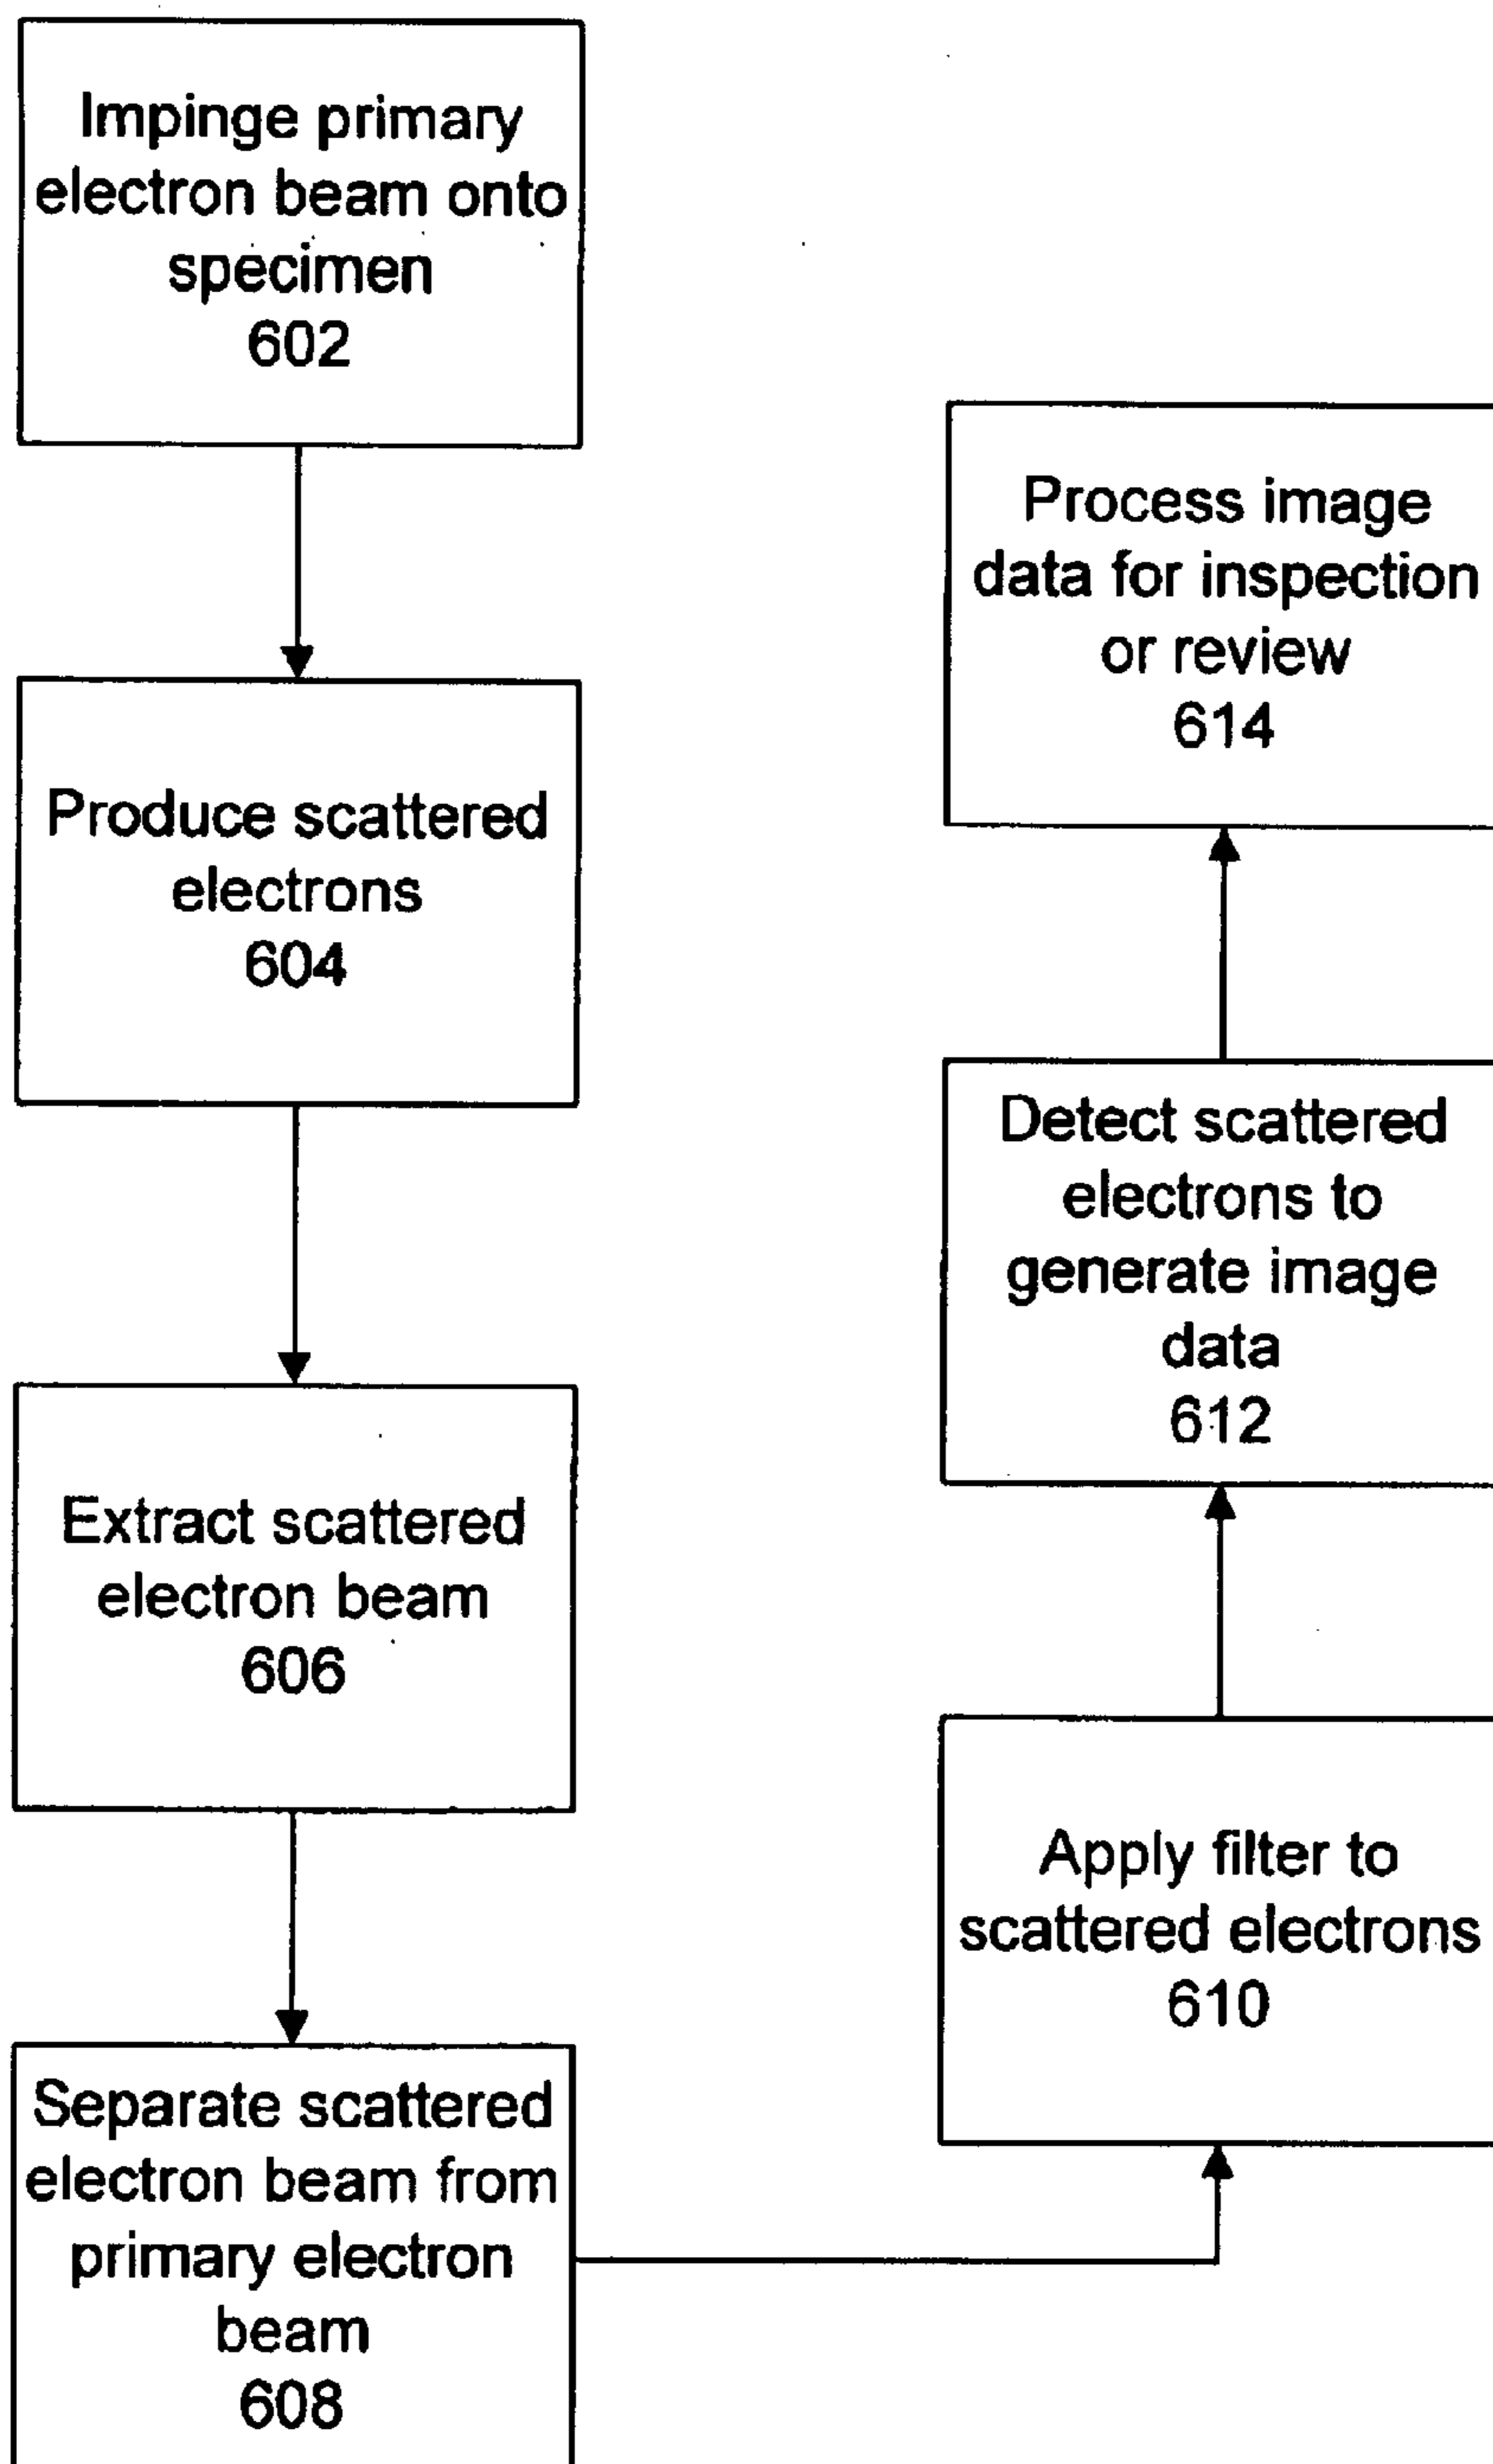 Impinge primary
electron beam onto
specimen
602
Produce scattered
electrons
604
Extract scattered
electron beam
606
Separate scattered
electron beam from
primary electron
beam
608
Apply filter to
scattered electrons
610
Detect scattered
electrons to
generate image
data
612
Process image
data for inspection
or review
614